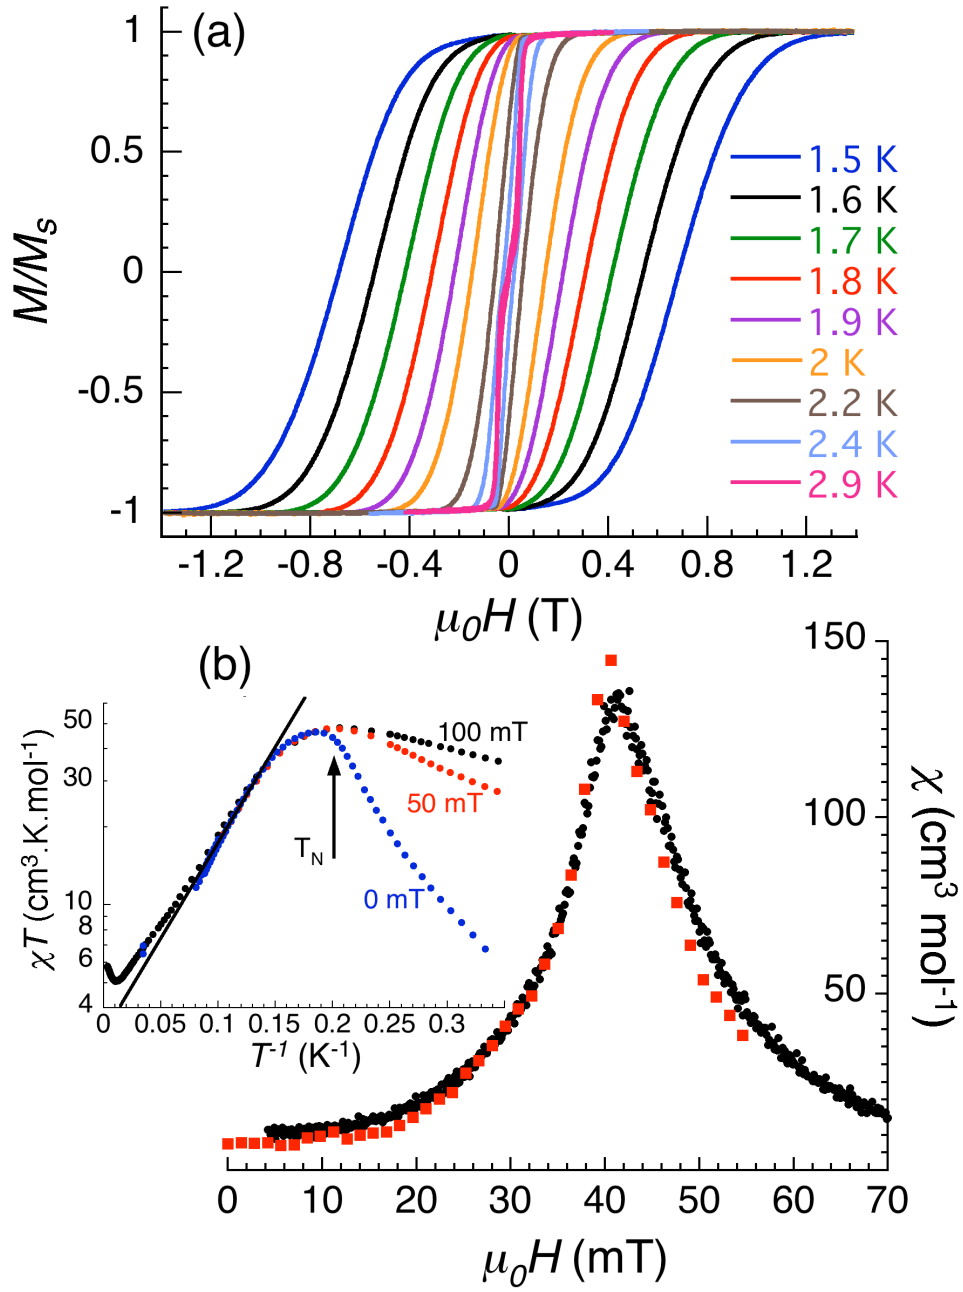 (a)
1
0.5
0
-0.5
-1
M/Ms
1.5 K
1.6 K
1.7 K
1.8 K
1.9 K
2 K
2.2 K
2.4 K
2.9 K
-1.2 -0.8 -0.4 0 0.4 0.8 1.2
μ0H (T)
(b)
50
30
10
8
6
4
χT (cm³.K.mol⁻¹)
100 mT
50 mT
0 mT
TN
0 0.05 0.1 0.15 0.2 0.25 0.3
T⁻¹ (K⁻¹)
150
100
50
χ (cm³ mol⁻¹)
0 10 20 30 40 50 60 70
μ0H (mT)